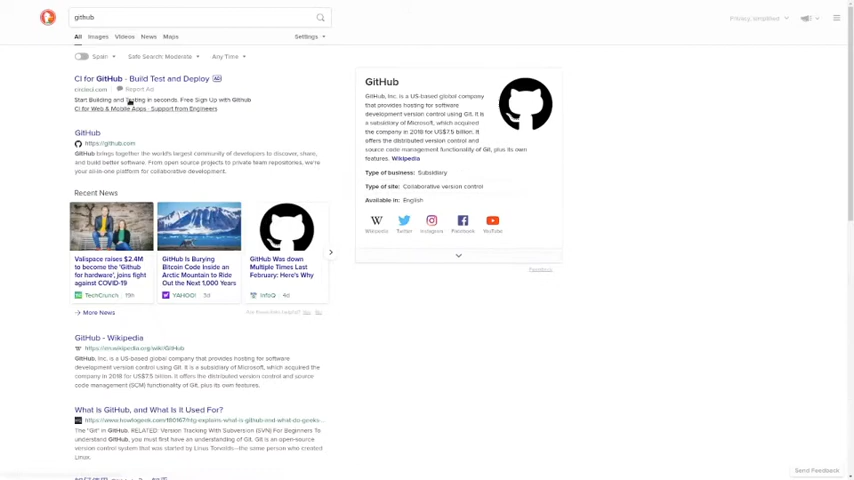 github
Privacy, simplified
All Images Videos News Maps Settings
Spain Safe Search: Moderate Any Time
CI for GitHub - Build Test and Deploy AD
circleci.com Report Ad
Start Building and Testing in seconds. Free Sign Up with Github
CI for Web & Mobile Apps · Support from Engineers
GitHub
https://github.com
GitHub brings together the world's largest community of developers to discover, share,
and build better software. From open source projects to private team repositories, we're
your all-in-one platform for collaborative development.
Recent News
Valispace raises $2.4M
to become the 'Github
for hardware', joins fight
against COVID-19
TechCrunch 19h
GitHub Is Burying
Bitcoin Code Inside an
Arctic Mountain to Ride
Out the Next 1,000 Years
YAHOO!
GitHub Was down
Multiple Times Last
February: Here's Why
InfoQ 4d
More News
GitHub - Wikipedia
https://en.wikipedia.org/wiki/GitHub
GitHub, Inc. is a US-based global company that provides hosting for software
development version control using Git. It is a subsidiary of Microsoft, which acquired the
company in 2018 for US$7.5 billion. It offers the distributed version control and source
code management (SCM) functionality of Git, plus its own features.
What is GitHub, and What Is It Used For?
The "Git" in GitHub. RELATED: Version Tracking With Subversion (SVN) For Beginners To
understand GitHub, you must first have an understanding of Git. Git is an open-source
version control system that was started by Linus Torvalds—the same person who created
Linux.
GitHub
GitHub, Inc. is a US-based global company
that provides hosting for software
development version control using Git. It is
a subsidiary of Microsoft, which acquired
the company in 2018 for US$7.5 billion. It
offers the distributed version control and
source code management functionality of Git, plus its own
features. Wikipedia
Type of business: Subsidiary
Type of site: Collaborative version control
Available in: English
Wikipedia Twitter Instagram Facebook YouTube
Feedback
Send Feedback